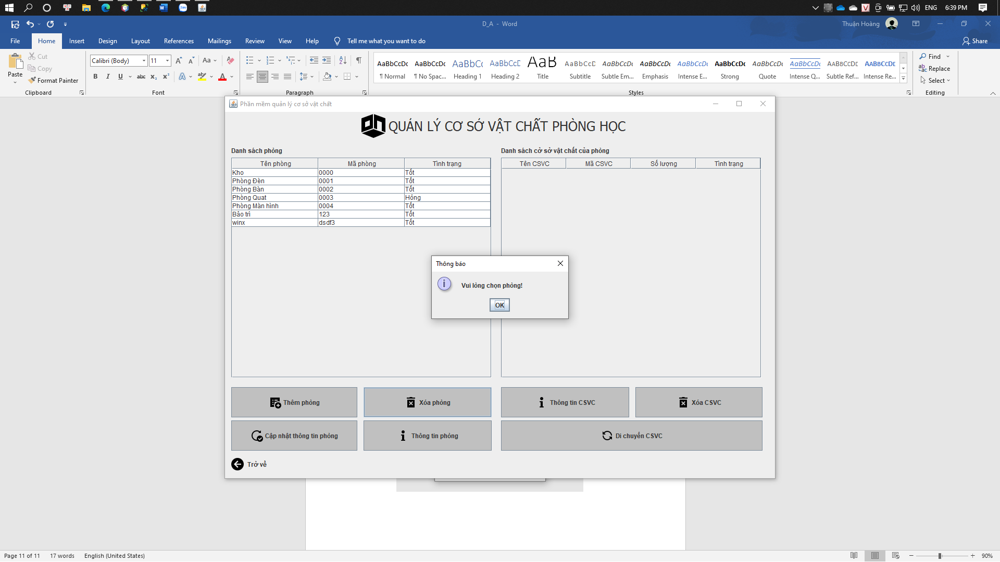 ENG 6:39 PM
D_A - Word
Thuận Hoàng
File Home Insert Design Layout References Mailings Review View Help Tell me what you want to do Share
Paste
Cut
Copy
Format Painter
Clipboard
Calibri (Body) 11
Font
Paragraph
AaBbCcDc AaBbCcDc AaBbCc AaBbCcD AaB AaBbCcD AaBbCcDc AaBbCcDc AaBbCcDc AaBbCcDc AaBbCcDc AaBbCcDc AABBCCDD AABBCCDD
¶ Normal ¶ No Spac... Heading 1 Heading 2 Title Subtitle Subtle Em... Emphasis Intense E... Strong Quote Intense Q... Subtle Ref... Intense Re...
Styles
Find
Replace
Select
Editing
Phần mềm quản lý cơ sở vật chất
QUẢN LÝ CƠ SỞ VẬT CHẤT PHÒNG HỌC
Danh sách phòng
Tên phòng Mã phòng Tình trạng
Kho 0000 Tốt
Phòng Đèn 0001 Tốt
Phòng Bàn 0002 Tốt
Phòng Quat 0003 Hỏng
Phòng Màn hình 0004 Tốt
Bảo trì 123 Tốt
winx dsdf3 Tốt
Danh sách cở sở vật chất của phòng
Tên CSVC Mã CSVC Số lượng Tình trạng
Thông báo
Vui lòng chọn phòng!
OK
Thêm phòng
Xóa phòng
Thông tin CSVC
Xóa CSVC
Cập nhật thông tin phòng
Thông tin phòng
Di chuyển CSVC
Trở về
Page 11 of 11 17 words English (United States) 90%